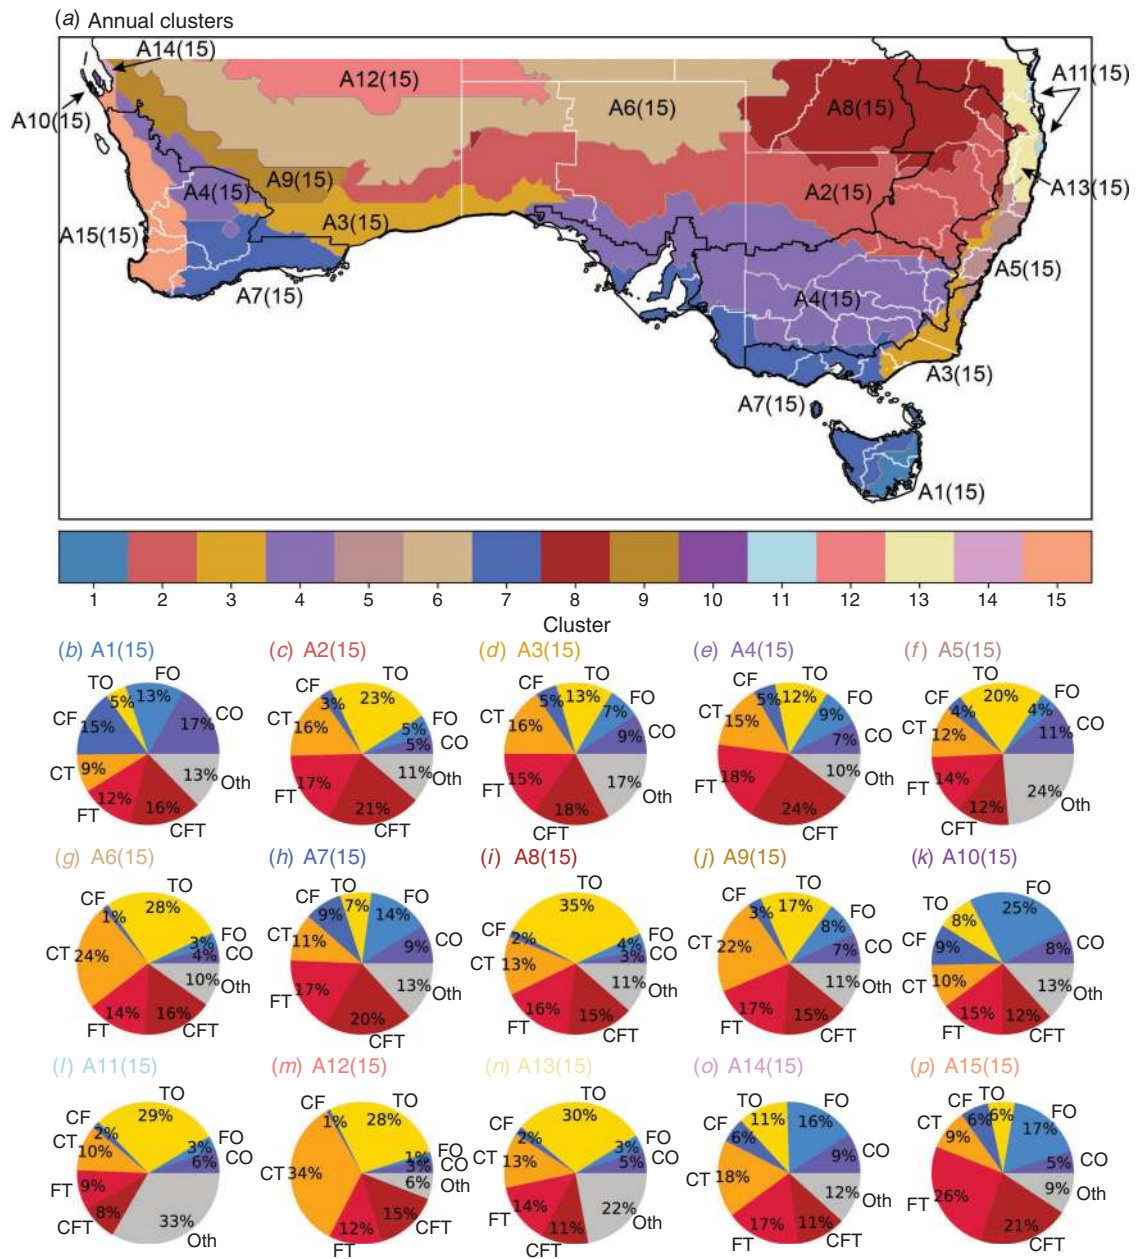 (a) Annual clusters
A14(15)
A12(15)
A6(15)
A8(15)
A11(15)
A10(15)
A9(15)
A4(15)
A2(15)
A13(15)
A3(15)
A15(15)
A5(15)
A7(15)
A4(15)
A3(15)
A7(15)
A1(15)
1 2 3 4 5 6 7 8 9 10 11 12 13 14 15
Cluster
(b) A1(15)
TO 5%
13% FO
17% CO
CF 15%
CT 9%
FT 12%
16% CFT
13% Oth
(c) A2(15)
CF 3%
23% TO
5% FO
5% CO
CT 16%
FT 17%
21% CFT
11% Oth
(d) A3(15)
CF 5%
13% TO
7% FO
9% CO
CT 16%
FT 15%
18% CFT
17% Oth
(e) A4(15)
CF 5%
12% TO
9% FO
7% CO
CT 15%
FT 18%
24% CFT
10% Oth
(f) A5(15)
CF 4%
20% TO
4% FO
11% CO
CT 12%
FT 14%
12% CFT
24% Oth
(g) A6(15)
CF 1%
28% TO
3% FO
4% CO
CT 24%
FT 14%
16% CFT
10% Oth
(h) A7(15)
CF 9%
TO 7%
14% FO
9% CO
CT 11%
FT 17%
20% CFT
13% Oth
(i) A8(15)
CF 2%
35% TO
4% FO
3% CO
CT 13%
FT 16%
15% CFT
11% Oth
(j) A9(15)
CF 3%
17% TO
8% FO
7% CO
CT 22%
FT 17%
15% CFT
11% Oth
(k) A10(15)
TO 8%
25% FO
8% CO
CF 9%
CT 10%
FT 15%
12% CFT
13% Oth
(l) A11(15)
CF 2%
29% TO
3% FO
6% CO
CT 10%
FT 9%
CFT 8%
33% Oth
(m) A12(15)
CF 1%
28% TO
1% FO
3% CO
CT 34%
FT 12%
15% CFT
6% Oth
(n) A13(15)
CF 2%
30% TO
3% FO
5% CO
CT 13%
FT 14%
11% CFT
22% Oth
(o) A14(15)
TO 11%
16% FO
9% CO
CF 6%
CT 18%
FT 17%
11% CFT
12% Oth
(p) A15(15)
CF 6%
TO 6%
17% FO
5% CO
CT 9%
FT 26%
21% CFT
9% Oth